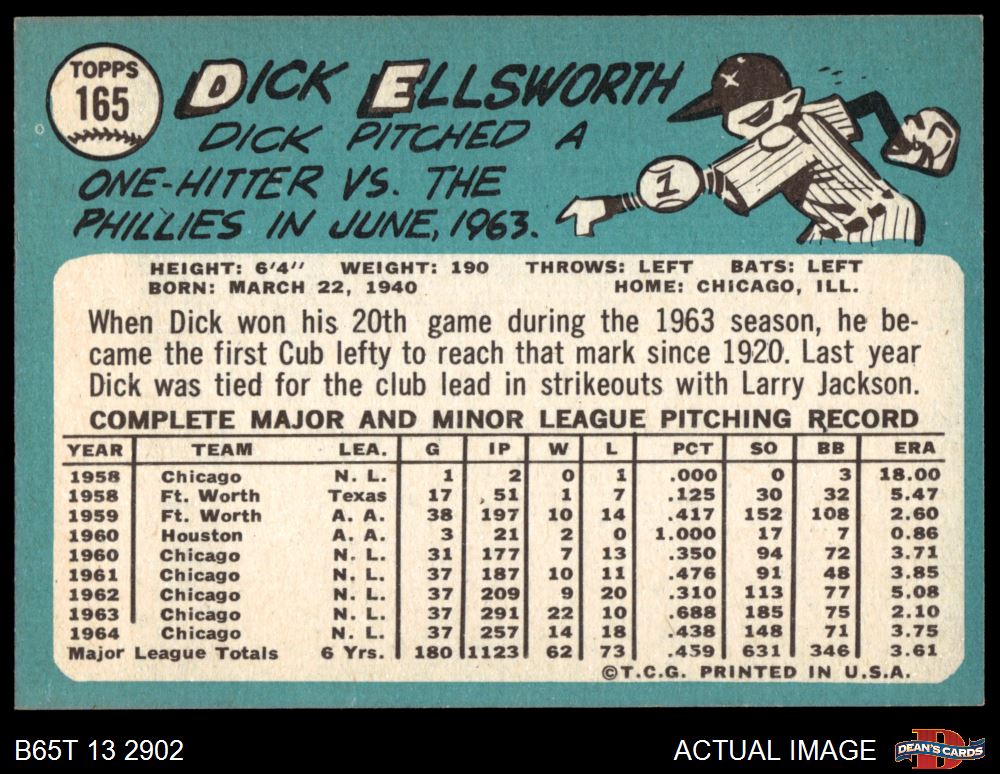 TOPPS
165
DICK ELLSWORTH
DICK PITCHED A
ONE-HITTER VS. THE
PHILLIES IN JUNE, 1963.
1
HEIGHT: 6'4" WEIGHT: 190 THROWS: LEFT BATS: LEFT
BORN: MARCH 22, 1940 HOME: CHICAGO, ILL.
When Dick won his 20th game during the 1963 season, he be-
came the first Cub lefty to reach that mark since 1920. Last year
Dick was tied for the club lead in strikeouts with Larry Jackson.
COMPLETE MAJOR AND MINOR LEAGUE PITCHING RECORD
YEAR TEAM LEA. G IP W L PCT SO BB ERA
1958 Chicago N. L. 1 2 0 1 .000 0 3 18.00
1958 Ft. Worth Texas 17 51 1 7 .125 30 32 5.47
1959 Ft. Worth A. A. 38 197 10 14 .417 152 108 2.60
1960 Houston A. A. 3 21 2 0 1.000 17 7 0.86
1960 Chicago N. L. 31 177 7 13 .350 94 72 3.71
1961 Chicago N. L. 37 187 10 11 .476 91 48 3.85
1962 Chicago N. L. 37 209 9 20 .310 113 77 5.08
1963 Chicago N. L. 37 291 22 10 .688 185 75 2.10
1964 Chicago N. L. 37 257 14 18 .438 148 71 3.75
Major League Totals 6 Yrs. 180 1123 62 73 .459 631 346 3.61
©T.C.G. PRINTED IN U.S.A.
B65T 13 2902 ACTUAL IMAGE DEAN'S CARDS